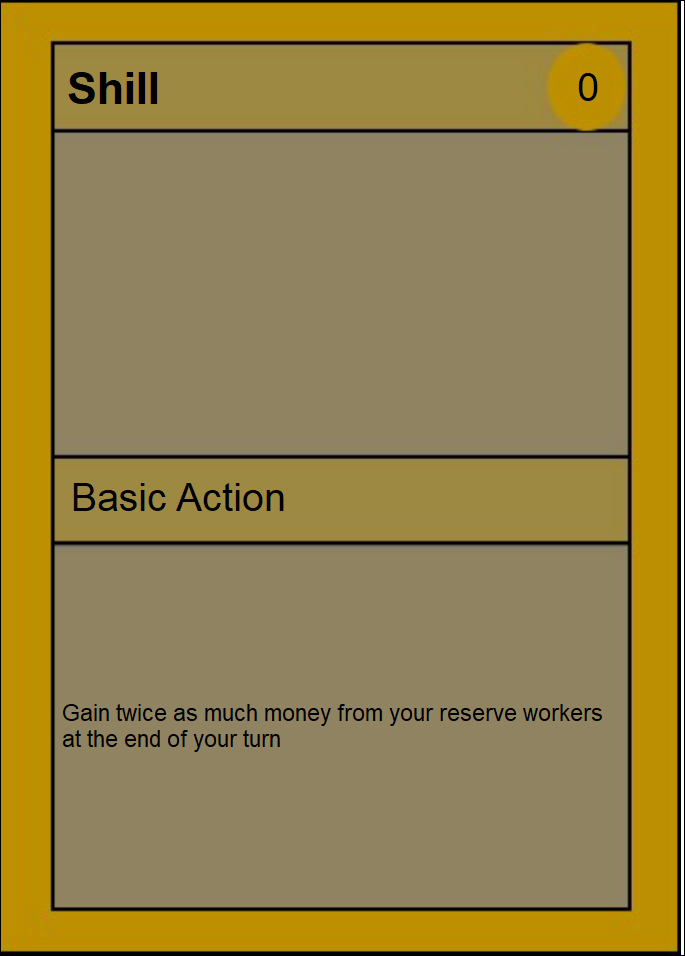 Shill
0
Basic Action
Gain twice as much money from your reserve workers
at the end of your turn